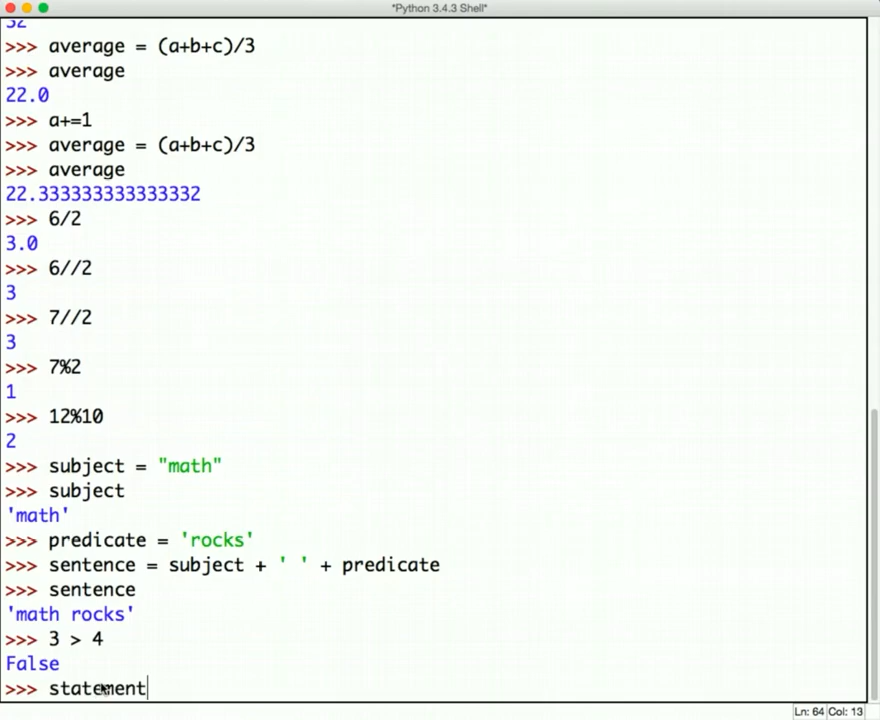 *Python 3.4.3 Shell*
32
>>> average = (a+b+c)/3
>>> average
22.0
>>> a+=1
>>> average = (a+b+c)/3
>>> average
22.333333333333332
>>> 6/2
3.0
>>> 6//2
3
>>> 7//2
3
>>> 7%2
1
>>> 12%10
2
>>> subject = "math"
>>> subject
'math'
>>> predicate = 'rocks'
>>> sentence = subject + ' ' + predicate
>>> sentence
'math rocks'
>>> 3 > 4
False
>>> statement
Ln: 64 Col: 13